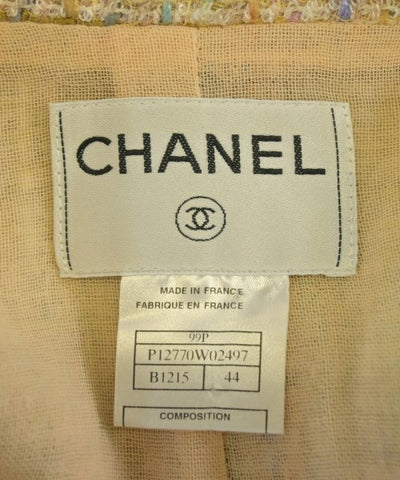 CHANEL
MADE IN FRANCE
FABRIQUE EN FRANCE
99P
P12770W02497
B1215 44
COMPOSITION